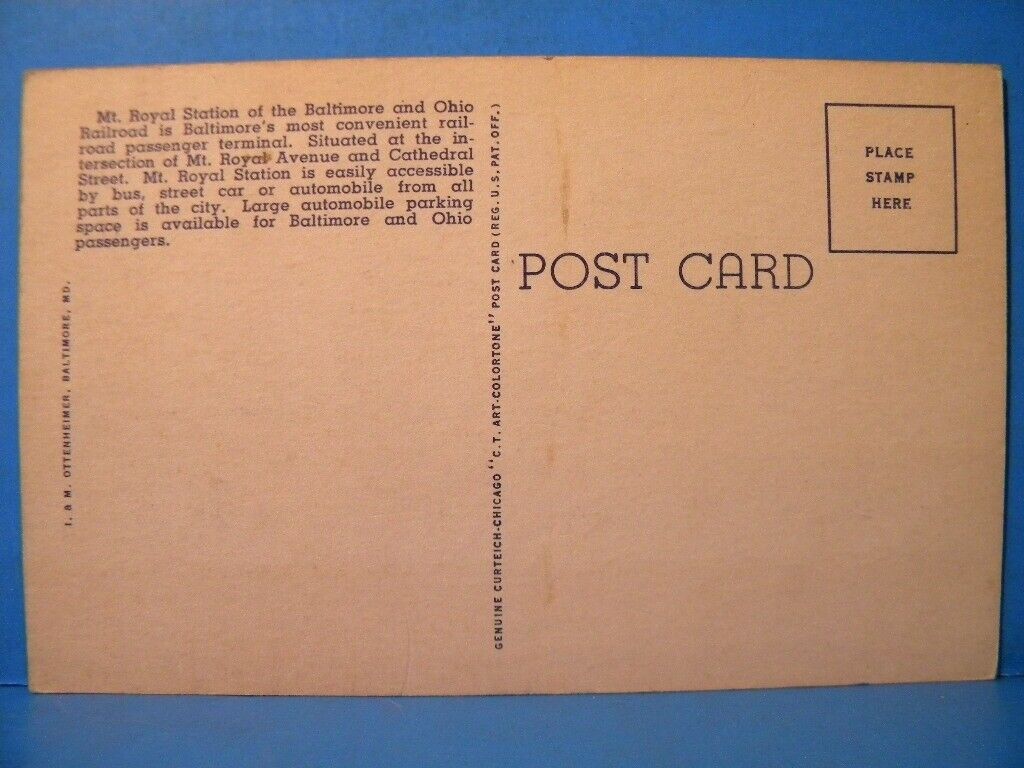 Mt. Royal Station of the Baltimore and Ohio
Railroad is Baltimore's most convenient rail-
road passenger terminal. Situated at the in-
tersection of Mt. Royal Avenue and Cathedral
Street. Mt. Royal Station is easily accessible
by bus, street car or automobile from all
parts of the city. Large automobile parking
space is available for Baltimore and Ohio
passengers.
I. & M. OTTENHEIMER, BALTIMORE, MD.
GENUINE CURTEICH-CHICAGO "C.T. ART-COLORTONE" POST CARD (REG. U.S. PAT. OFF.)
POST CARD
PLACE
STAMP
HERE